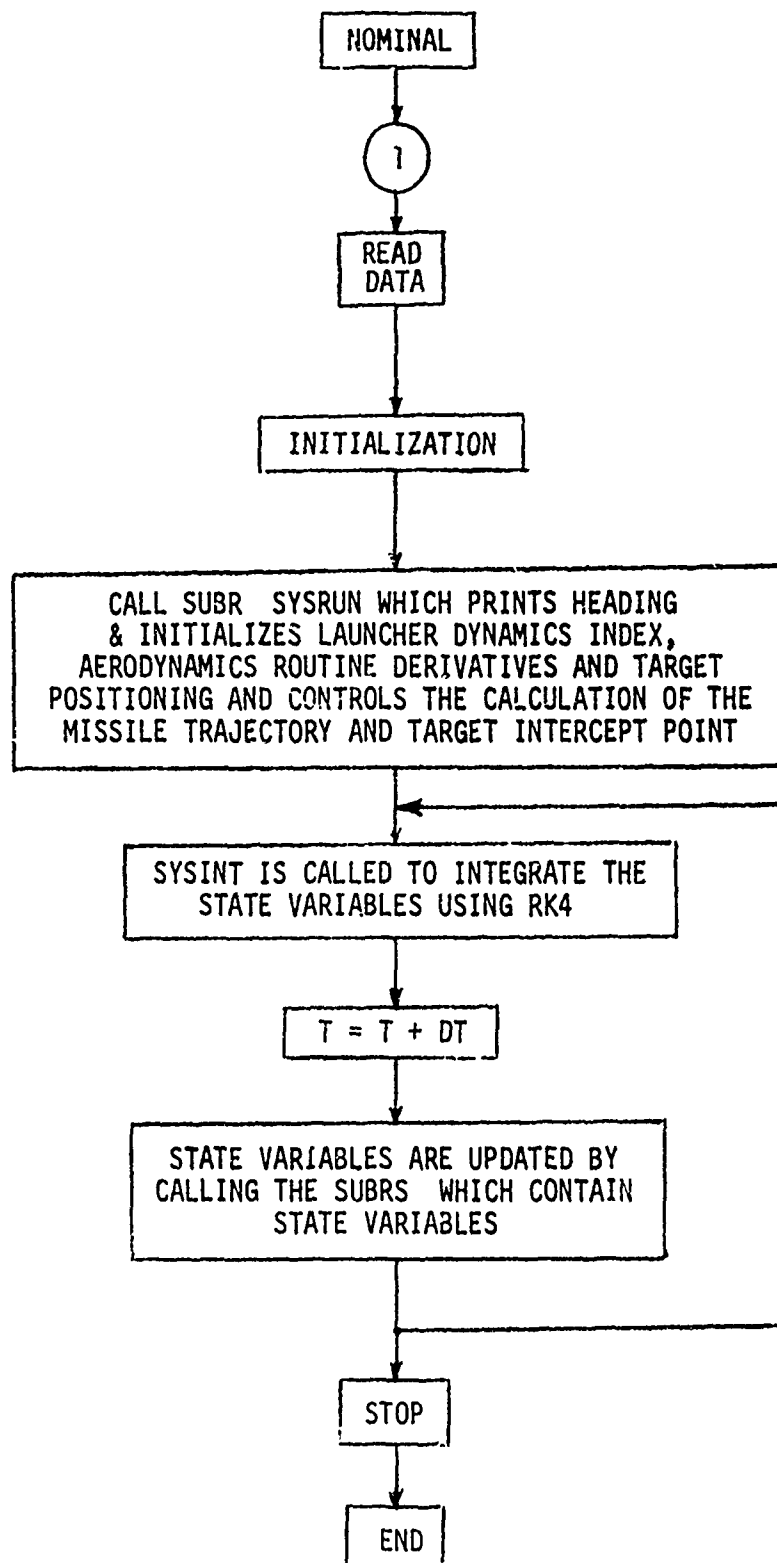 NOMINAL
1
READ
DATA
INITIALIZATION
CALL SUBR SYSRUN WHICH PRINTS HEADING
& INITIALIZES LAUNCHER DYNAMICS INDEX,
AERODYNAMICS ROUTINE DERIVATIVES AND TARGET
POSITIONING AND CONTROLS THE CALCULATION OF THE
MISSILE TRAJECTORY AND TARGET INTERCEPT POINT
SYSINT IS CALLED TO INTEGRATE THE
STATE VARIABLES USING RK4
T = T + DT
STATE VARIABLES ARE UPDATED BY
CALLING THE SUBRS WHICH CONTAIN
STATE VARIABLES
STOP
END